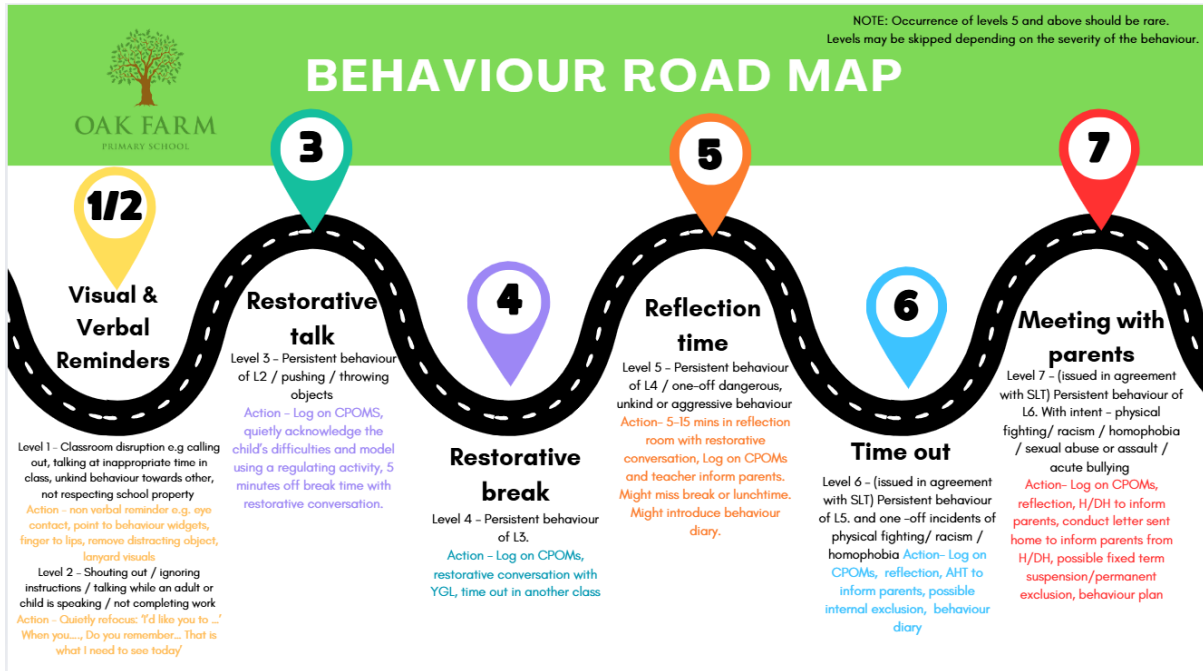 NOTE: Occurrence of levels 5 and above should be rare.
Levels may be skipped depending on the severity of the behaviour.
BEHAVIOUR ROAD MAP
OAK FARM
PRIMARY SCHOOL
1/2
Visual &
Verbal
Reminders
Level 1 - Classroom disruption e.g calling
out, talking at inappropriate time in
class, unkind behaviour towards other,
not respecting school property
Action - non verbal reminder e.g. eye
contact, point to behaviour widgets,
finger to lips, remove distracting object,
lanyard visuals
Level 2 - Shouting out / ignoring
instructions / talking while an adult or
child is speaking / not completing work
Action - Quietly refocus: 'I'd like you to ...'
When you...., Do you remember... That is
what I need to see today'
3
Restorative
talk
Level 3 - Persistent behaviour
of L2 / pushing / throwing
objects
Action - Log on CPOMS,
quietly acknowledge the
child's difficulties and model
using a regulating activity, 5
minutes off break time with
restorative conversation.
4
Restorative
break
Level 4 - Persistent behaviour
of L3.
Action - Log on CPOMs,
restorative conversation with
YGL, time out in another class
5
Reflection
time
Level 5 - Persistent behaviour
of L4 / one-off dangerous,
unkind or aggressive behaviour
Action- 5-15 mins in reflection
room with restorative
conversation, Log on CPOMs
and teacher inform parents.
Might miss break or lunchtime.
Might introduce behaviour
diary.
6
Time out
Level 6 - (issued in agreement
with SLT) Persistent behaviour
of L5. and one -off incidents of
physical fighting/ racism /
homophobia Action- Log on
CPOMs, reflection, AHT to
inform parents, possible
internal exclusion, behaviour
diary
7
Meeting with
parents
Level 7 - (issued in agreement
with SLT) Persistent behaviour of
L6. With intent - physical
fighting/ racism / homophobia
/ sexual abuse or assault /
acute bullying
Action- Log on CPOMs,
reflection, H/DH to inform
parents, conduct letter sent
home to inform parents from
H/DH, possible fixed term
suspension/permanent
exclusion, behaviour plan